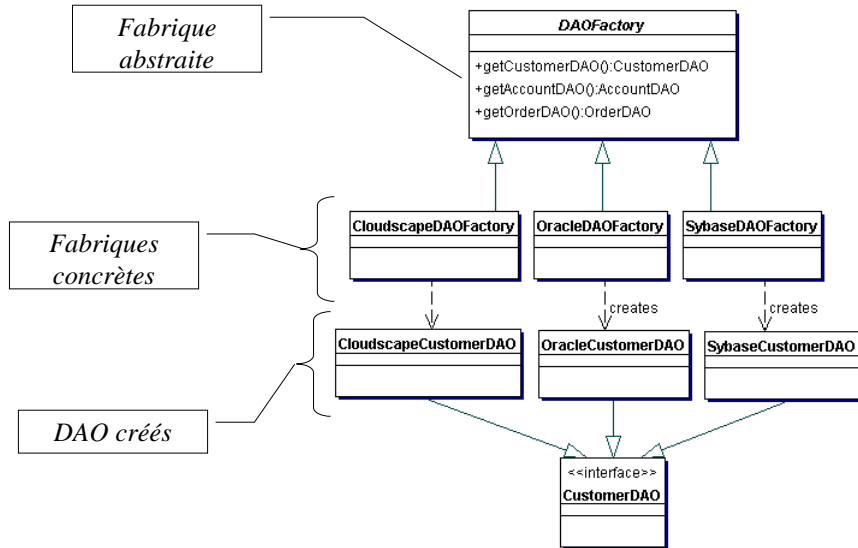 Fabrique
abstraite
DAOFactory
+getCustomerDAO():CustomerDAO
+getAccountDAO():AccountDAO
+getOrderDAO():OrderDAO
Fabriques
concrètes
CloudscapeDAOFactory
OracleDAOFactory
SybaseDAOFactory
creates
creates
DAO créés
CloudscapeCustomerDAO
OracleCustomerDAO
SybaseCustomerDAO
<<interface>>
CustomerDAO